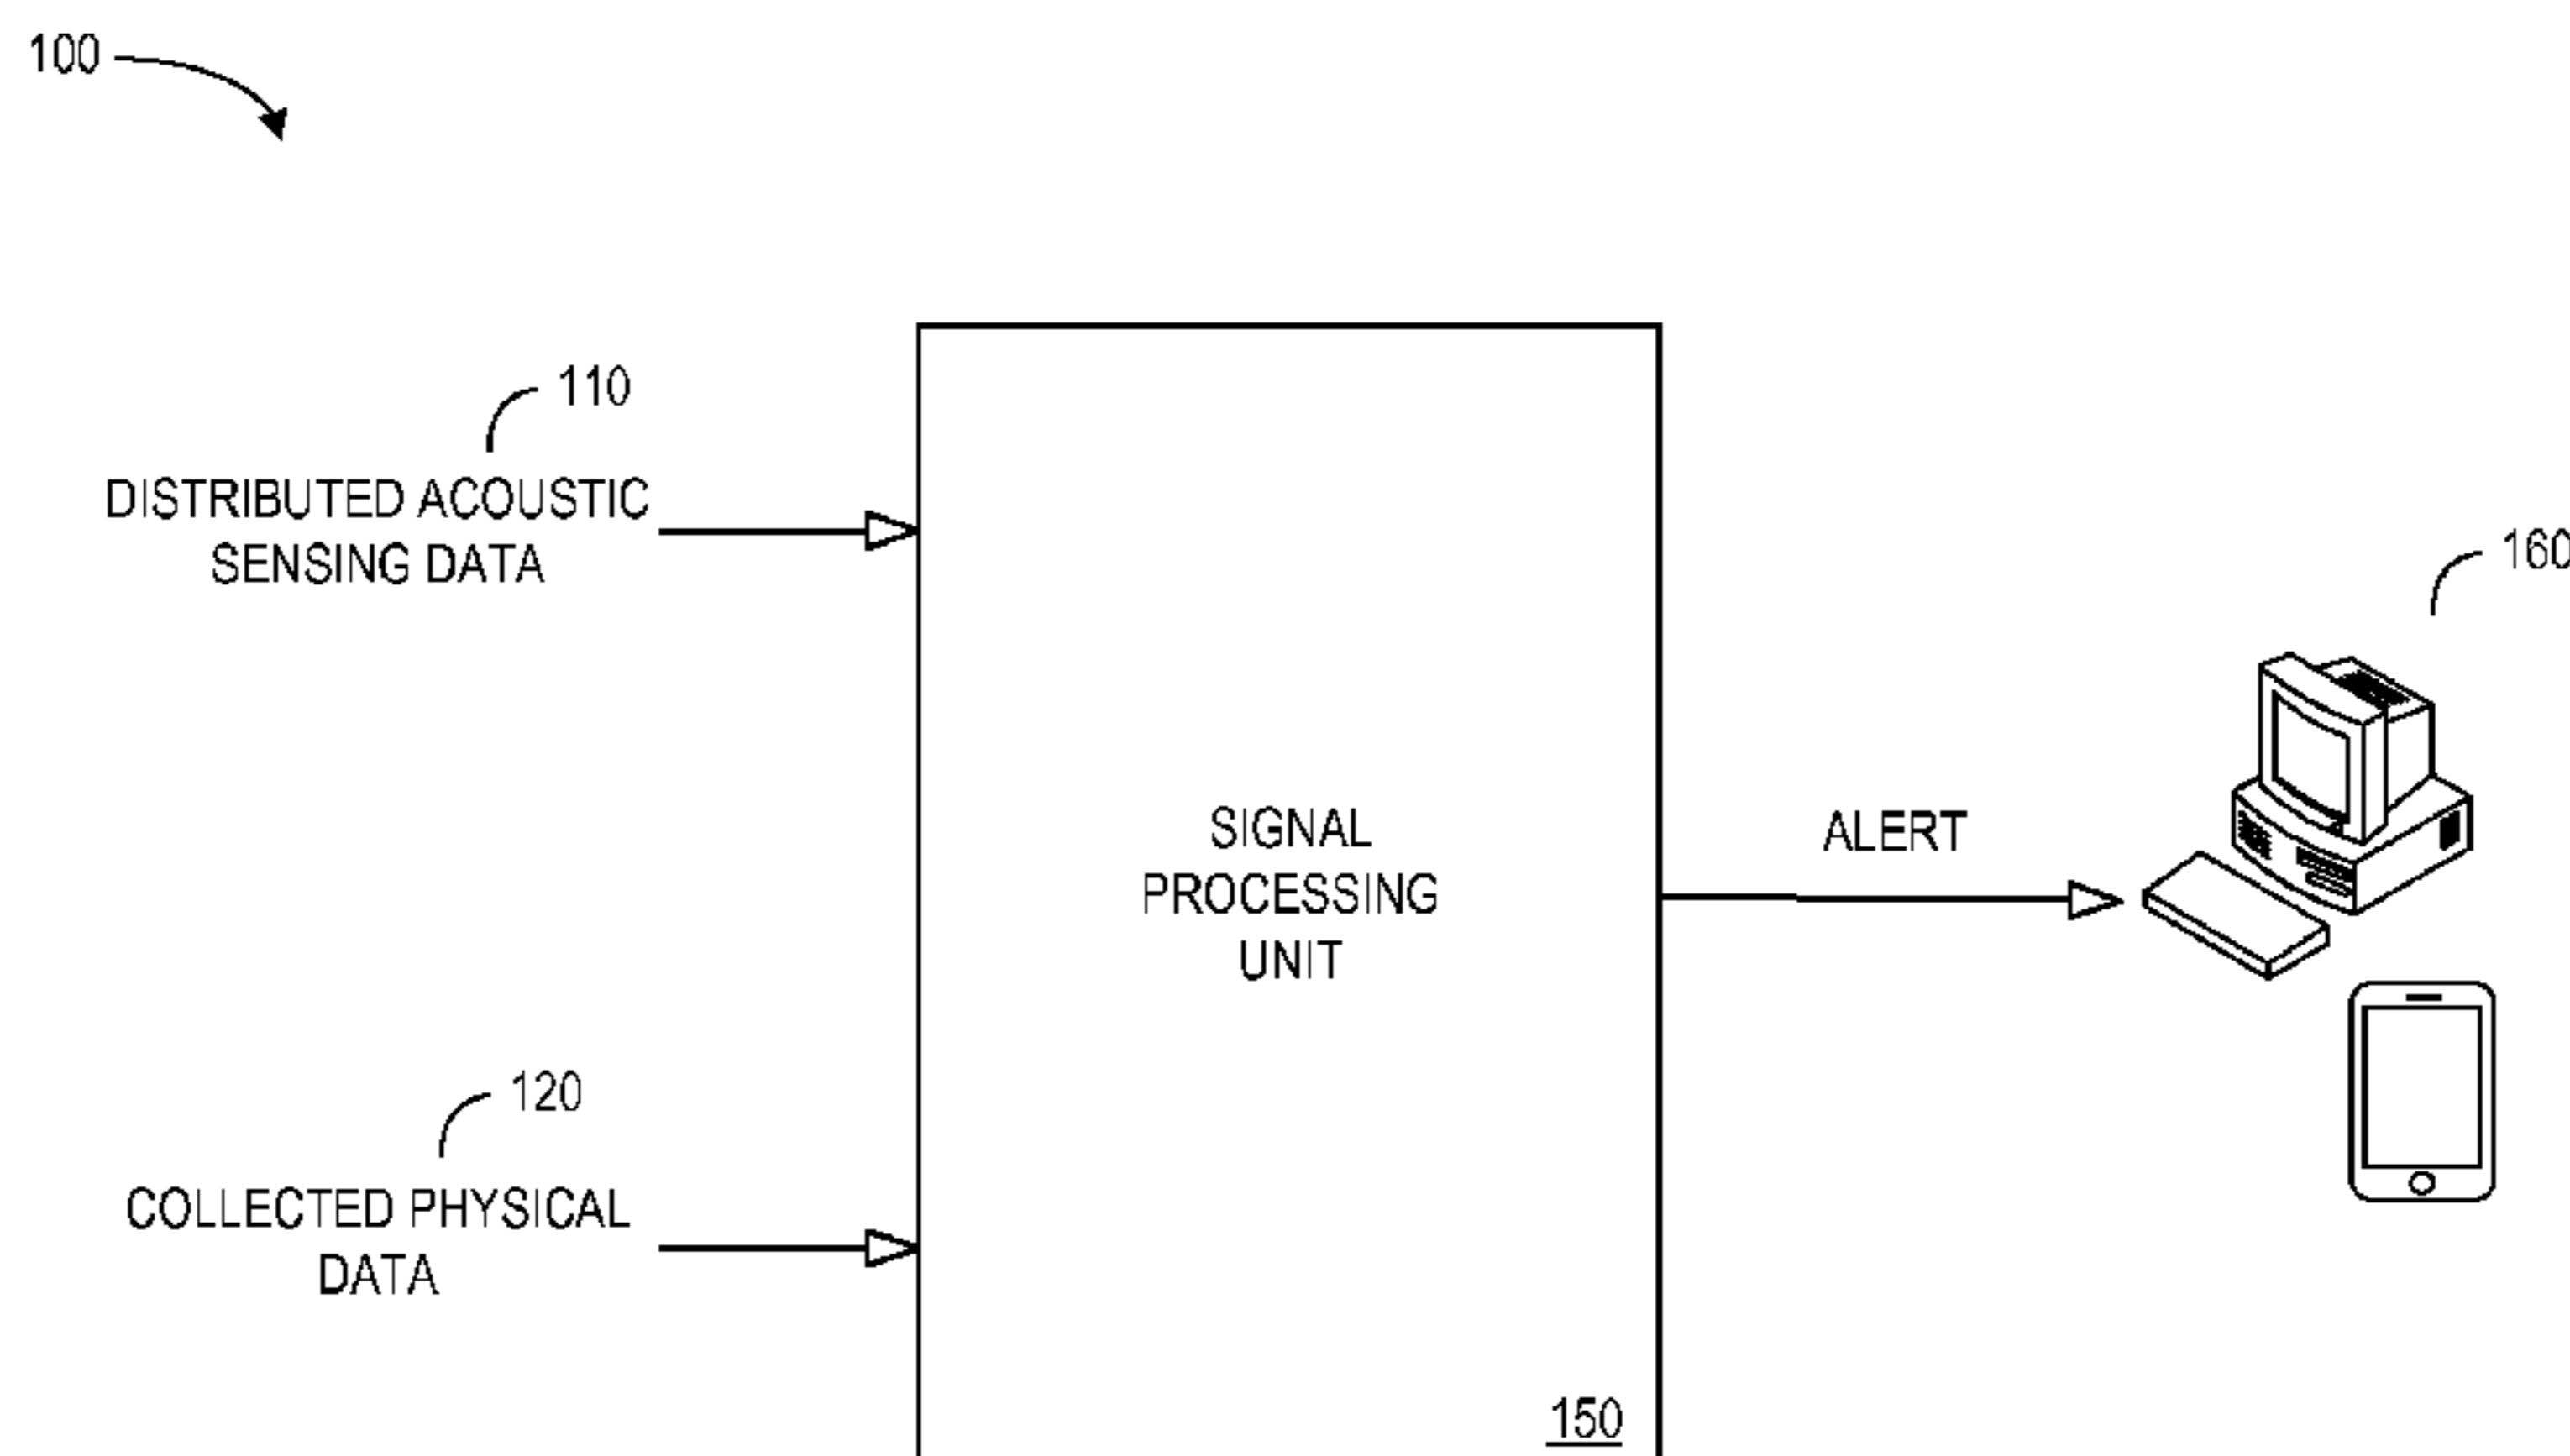 100
110
DISTRIBUTED ACOUSTIC
SENSING DATA
160
SIGNAL
PROCESSING
UNIT
ALERT
120
COLLECTED PHYSICAL
DATA
150